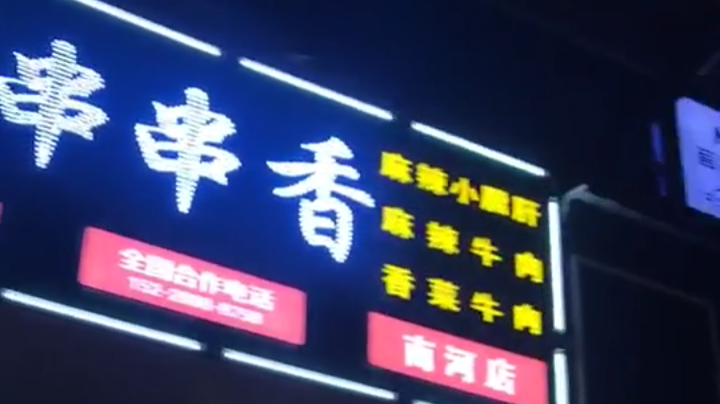 串串香
麻辣小腰肝
麻辣牛肉
香菜牛肉
全国合作电话
南河店